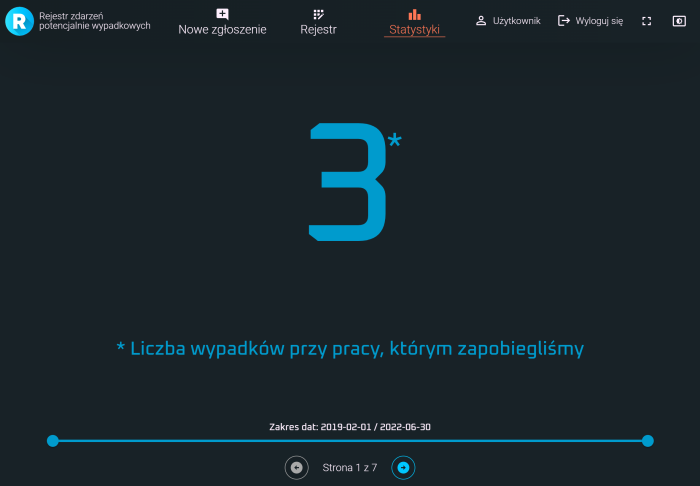 R
Rejestr zdarzeń
potencjalnie wypadkowych
Nowe zgłoszenie
Rejestr
Statystyki
Użytkownik
Wyloguj się
3*
* Liczba wypadków przy pracy, którym zapobiegliśmy
Zakres dat: 2019-02-01 / 2022-06-30
Strona 1 z 7